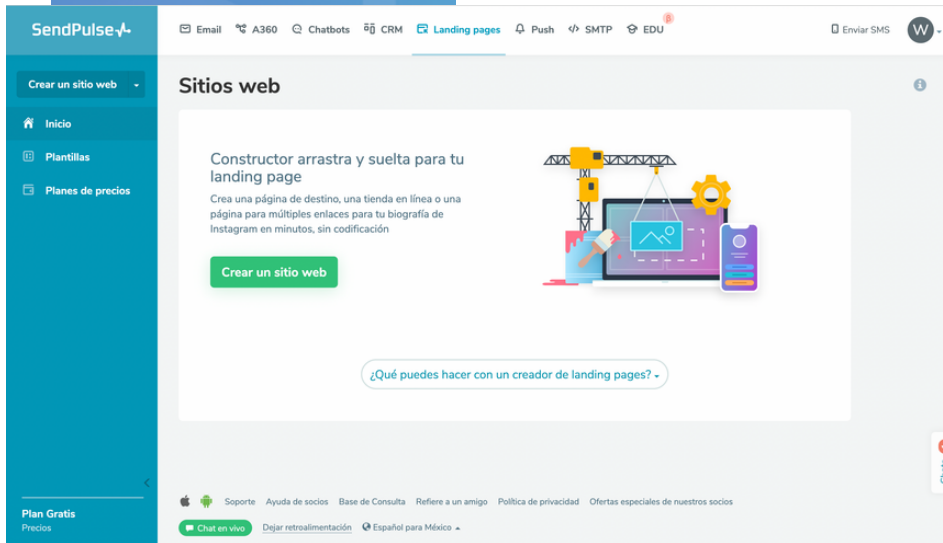 SendPulse
Email A360 Chatbots CRM Landing pages Push SMTP EDU β Enviar SMS W
Crear un sitio web
Inicio
Plantillas
Planes de precios
Sitios web
Constructor arrastra y suelta para tu
landing page
Crea una página de destino, una tienda en línea o una
página para múltiples enlaces para tu biografía de
Instagram en minutos, sin codificación
Crear un sitio web
¿Qué puedes hacer con un creador de landing pages?
Soporte Ayuda de socios Base de Consulta Refiere a un amigo Política de privacidad Ofertas especiales de nuestros socios
Chat en vivo Dejar retroalimentación Español para México
Plan Gratis
Precios